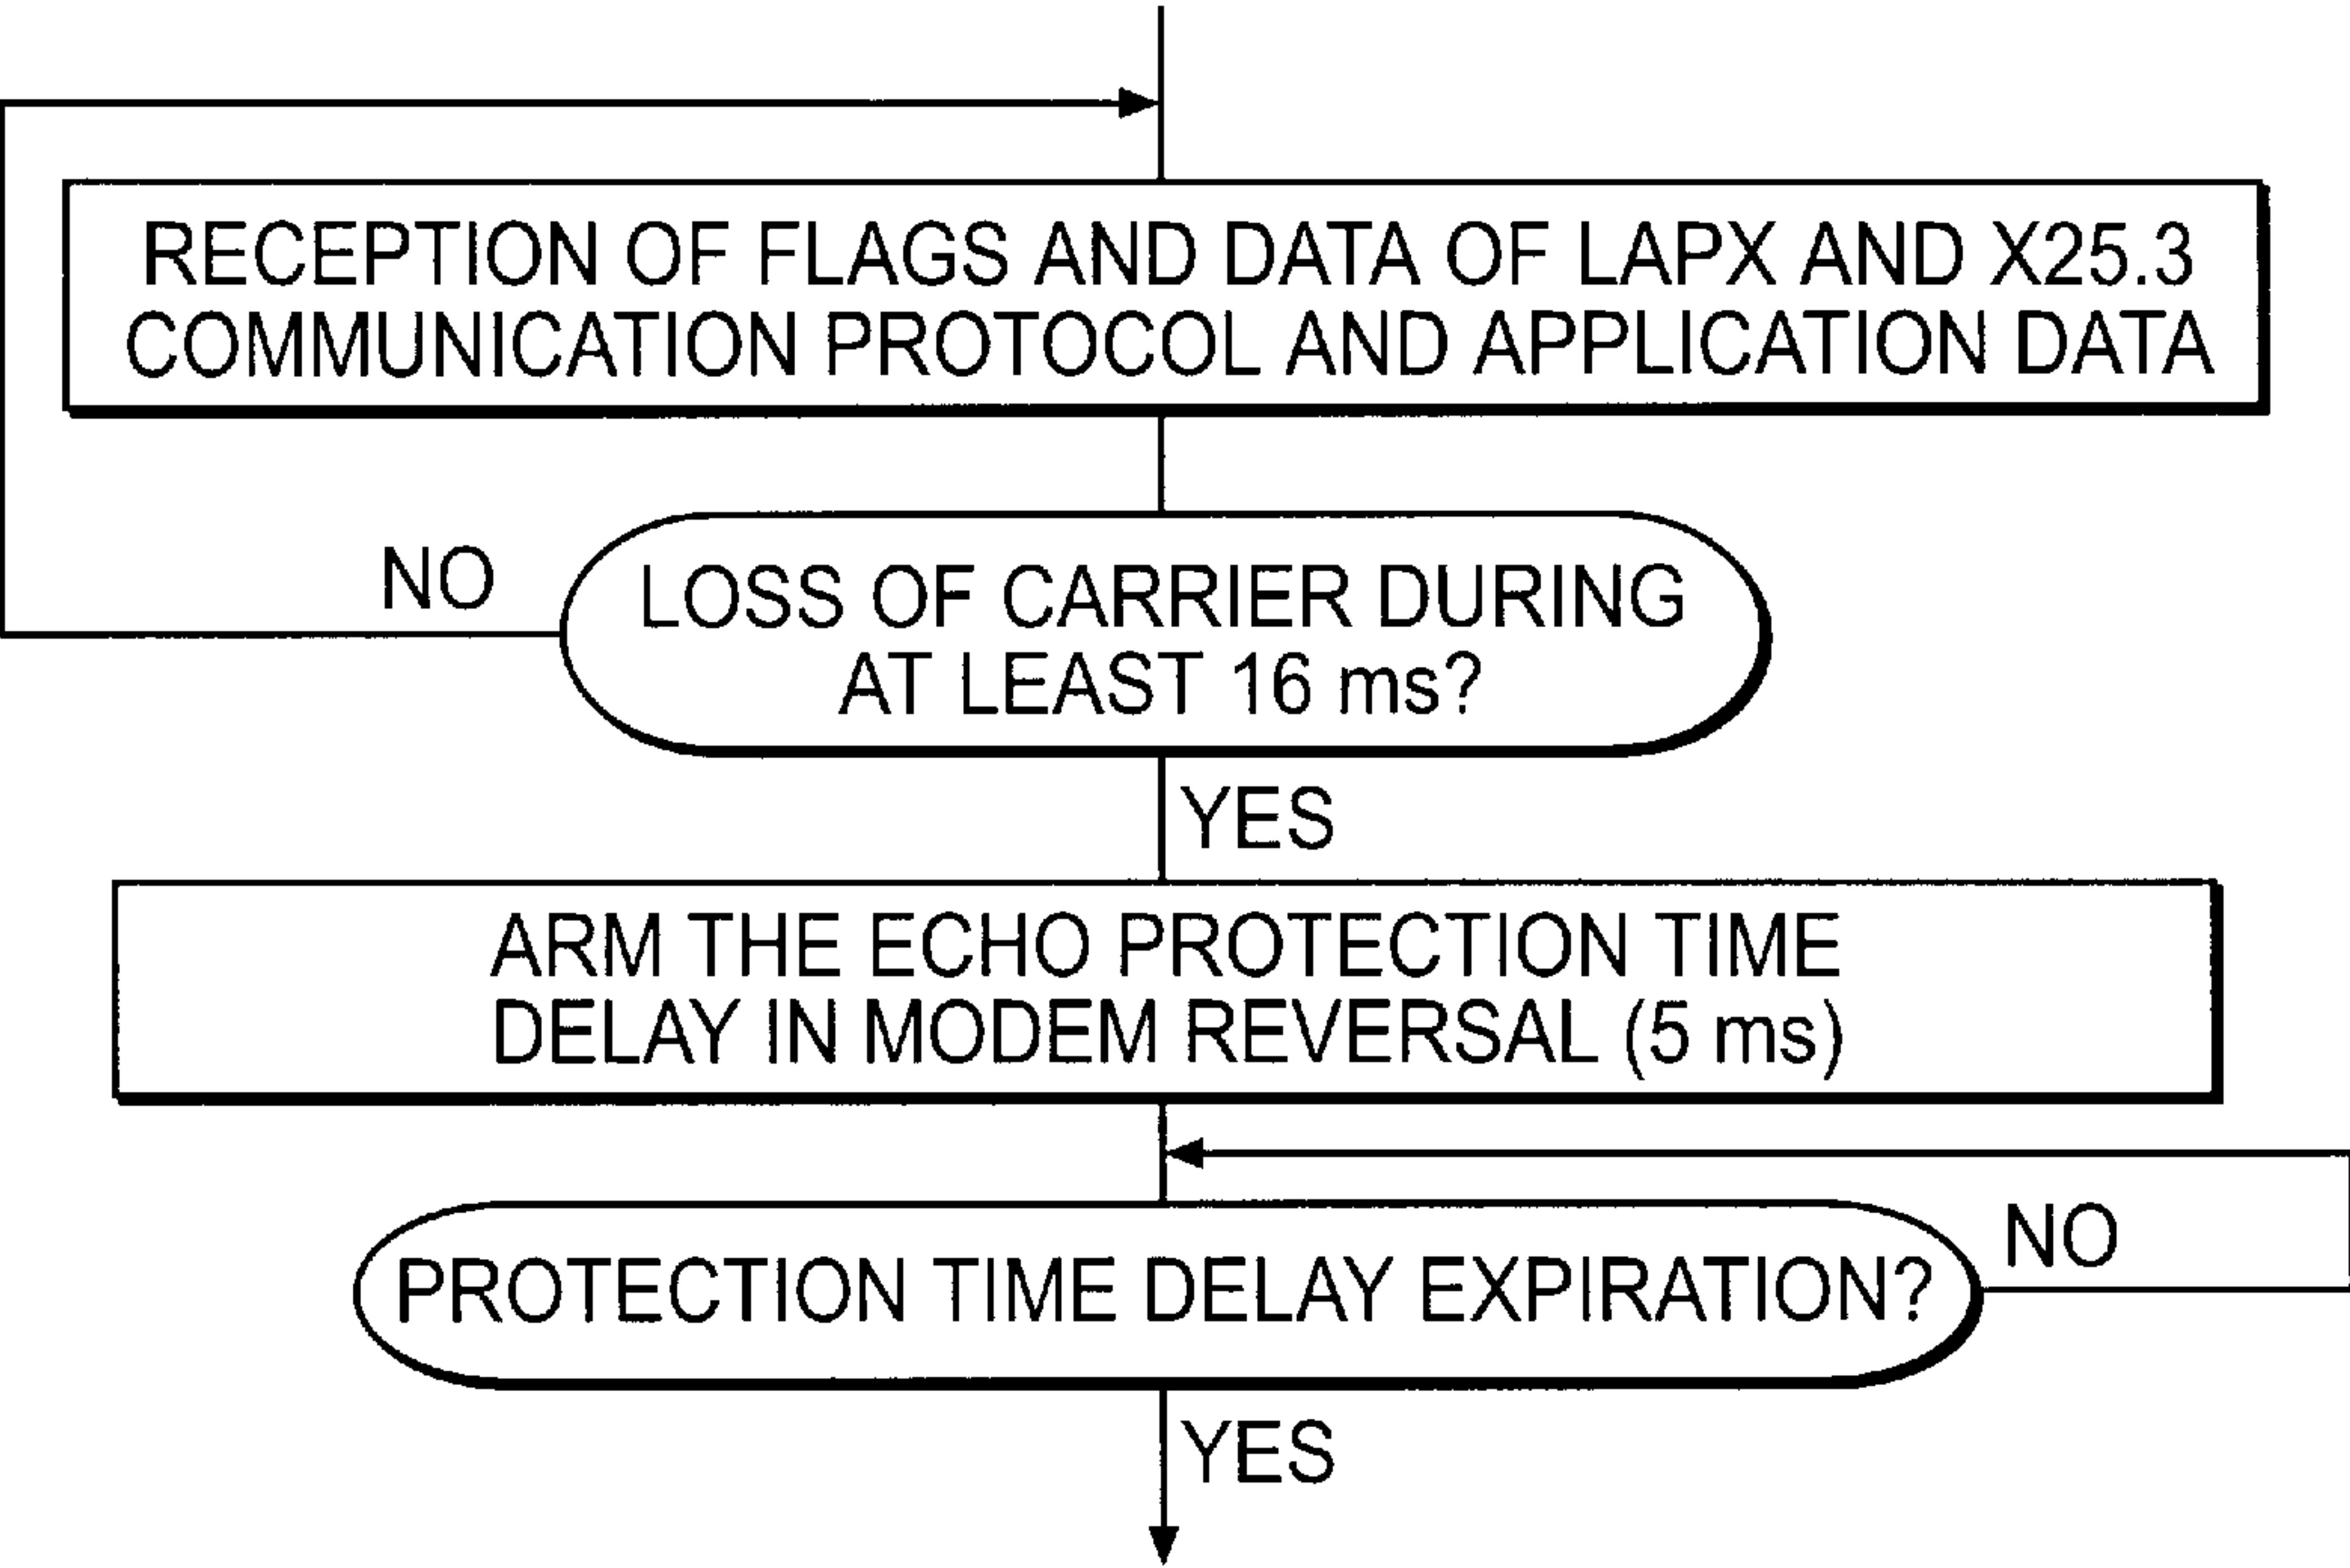 RECEPTION OF FLAGS AND DATA OF LAPX AND X25.3
COMMUNICATION PROTOCOL AND APPLICATION DATA
NO
LOSS OF CARRIER DURING
AT LEAST 16 ms?
YES
ARM THE ECHO PROTECTION TIME
DELAY IN MODEM REVERSAL (5 ms)
NO
PROTECTION TIME DELAY EXPIRATION?
YES